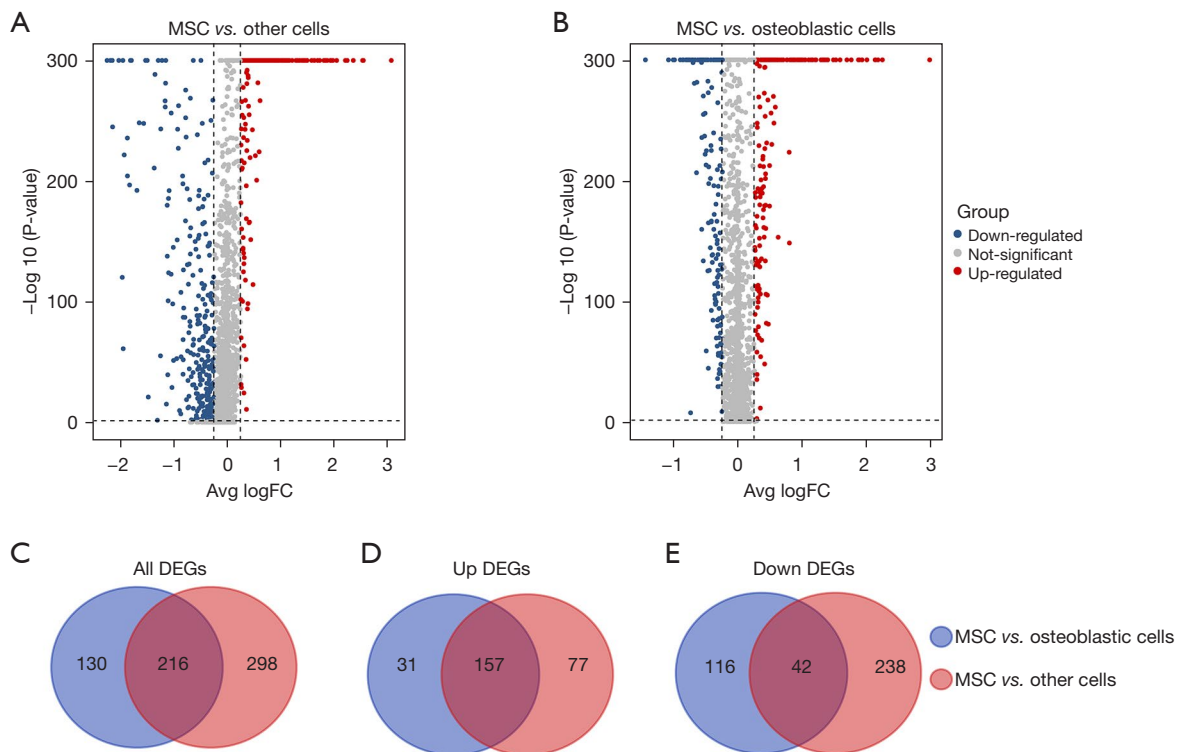 A
MSC vs. other cells
300
200
100
0
−Log 10 (P-value)
−2 −1 0 1 2 3
Avg logFC
B
MSC vs. osteoblastic cells
300
200
100
0
−Log 10 (P-value)
−1 0 1 2 3
Avg logFC
Group
Down-regulated
Not-significant
Up-regulated
C
All DEGs
130 216 298
D
Up DEGs
31 157 77
E
Down DEGs
116 42 238
MSC vs. osteoblastic cells
MSC vs. other cells